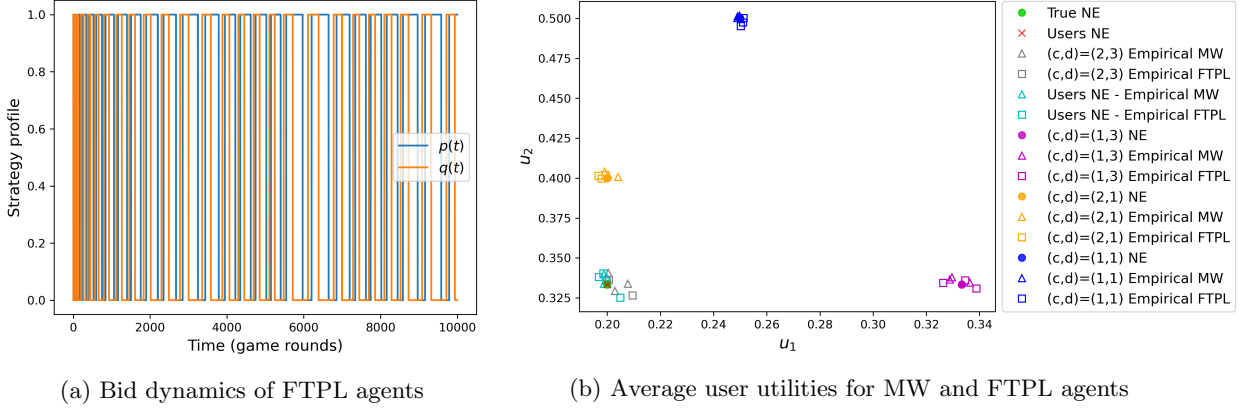 1.0
0.8
0.6
0.4
0.2
0.0
Strategy profile
p(t)
q(t)
0 2000 4000 6000 8000 10000
Time (game rounds)
(a) Bid dynamics of FTPL agents
0.500
0.475
0.450
0.425
0.400
0.375
0.350
0.325
u₂
0.20 0.22 0.24 0.26 0.28 0.30 0.32 0.34
u₁
True NE
Users NE
(c,d)=(2,3) Empirical MW
(c,d)=(2,3) Empirical FTPL
Users NE - Empirical MW
Users NE - Empirical FTPL
(c,d)=(1,3) NE
(c,d)=(1,3) Empirical MW
(c,d)=(1,3) Empirical FTPL
(c,d)=(2,1) NE
(c,d)=(2,1) Empirical MW
(c,d)=(2,1) Empirical FTPL
(c,d)=(1,1) NE
(c,d)=(1,1) Empirical MW
(c,d)=(1,1) Empirical FTPL
(b) Average user utilities for MW and FTPL agents